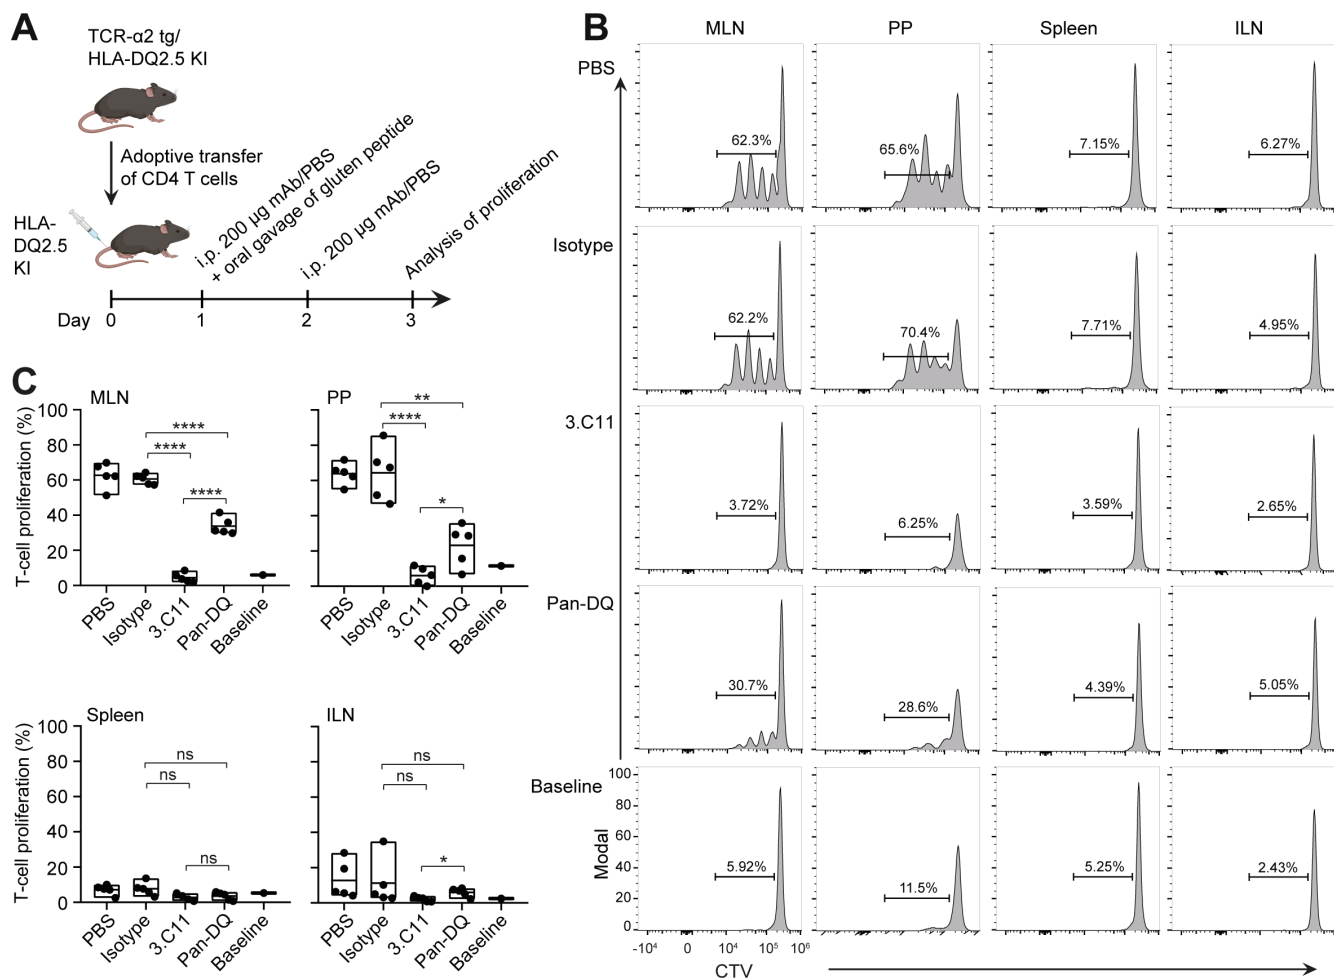 A
TCR-α2 tg/
HLA-DQ2.5 KI
Adoptive transfer
of CD4 T cells
HLA-
DQ2.5
KI
i.p. 200 µg mAb/PBS
+ oral gavage of gluten peptide
i.p. 200 µg mAb/PBS
Analysis of proliferation
Day 0 1 2 3
B
MLN PP Spleen ILN
PBS
62.3% 65.6% 7.15% 6.27%
Isotype
62.2% 70.4% 7.71% 4.95%
3.C11
3.72% 6.25% 3.59% 2.65%
Pan-DQ
30.7% 28.6% 4.39% 5.05%
Baseline
5.92% 11.5% 5.25% 2.43%
Modal
100
80
60
40
20
0
-10⁴ 0 10⁴ 10⁵ 10⁶
CTV
C
MLN
T-cell proliferation (%)
100
80
60
40
20
0
****
****
****
PBS Isotype 3.C11 Pan-DQ Baseline
PP
**
****
*
PBS Isotype 3.C11 Pan-DQ Baseline
Spleen
T-cell proliferation (%)
100
80
60
40
20
0
ns
ns
ns
PBS Isotype 3.C11 Pan-DQ Baseline
ILN
ns
ns
*
PBS Isotype 3.C11 Pan-DQ Baseline